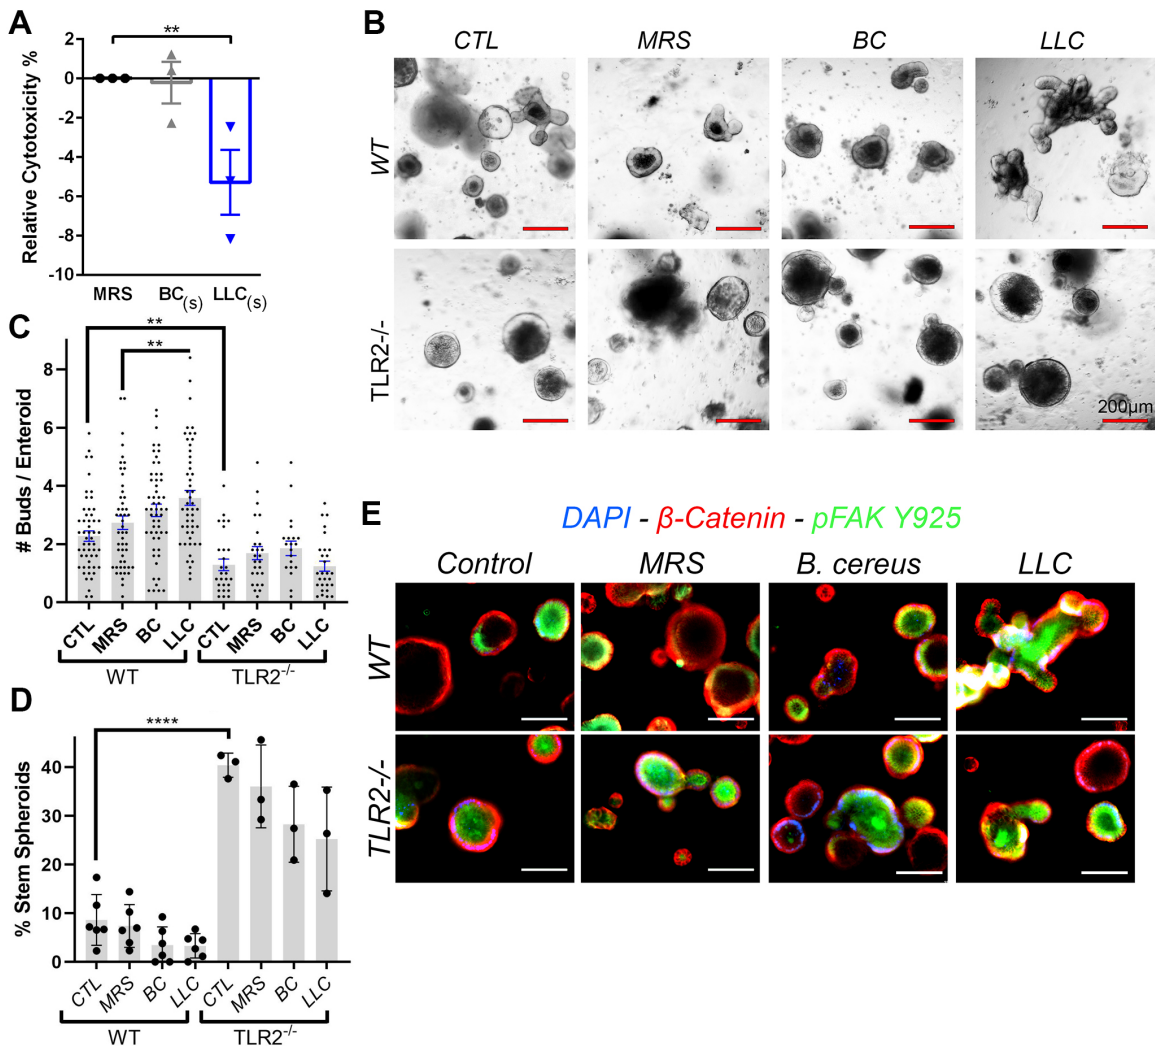 A
**
Relative Cytotoxicity %
2
0
-2
-4
-6
-8
-10
MRS
BC(s)
LLC(s)
B
CTL
MRS
BC
LLC
WT
TLR2-/-
200µm
C
**
**
# Buds / Enteroid
8
6
4
2
0
CTL
MRS
BC
LLC
CTL
MRS
BC
LLC
WT
TLR2-/-
D
****
% Stem Spheroids
40
30
20
10
0
CTL
MRS
BC
LLC
CTL
MRS
BC
LLC
WT
TLR2-/-
E
DAPI - β-Catenin - pFAK Y925
Control
MRS
B. cereus
LLC
WT
TLR2-/-